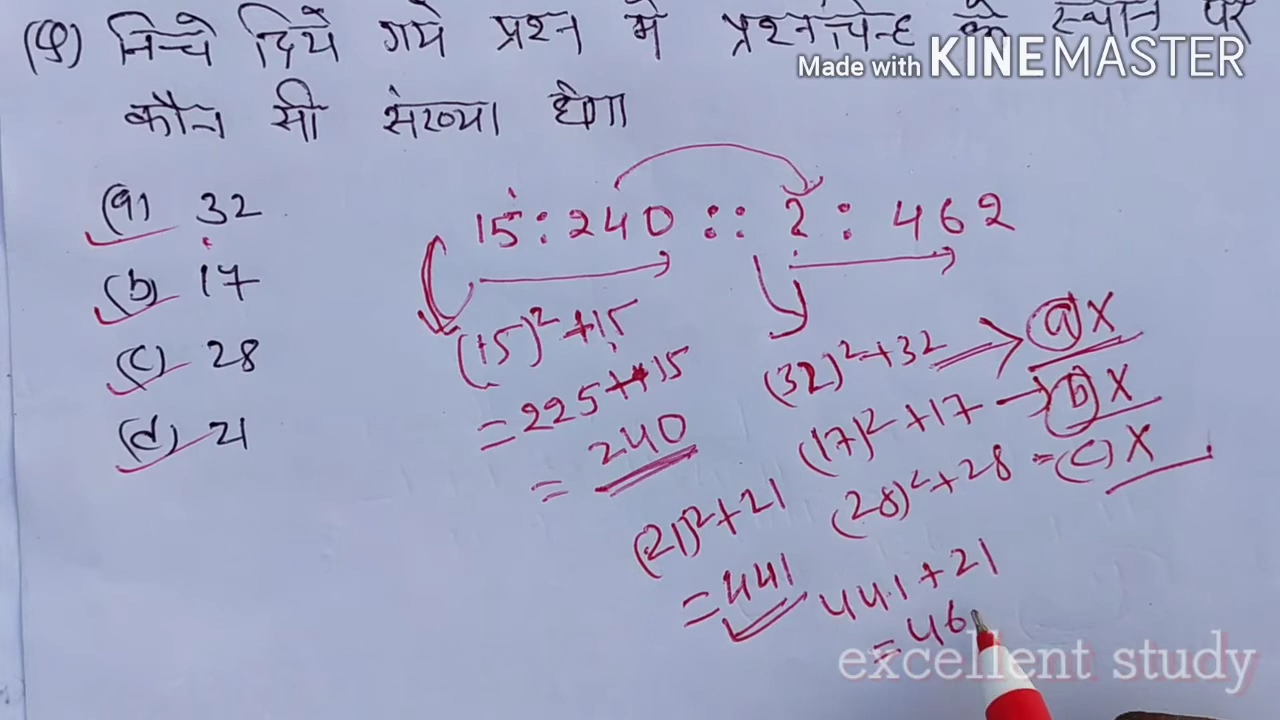 (प्र) निच्चे दिये गये प्रश्न मे प्रश्नचिन्ह के स्थान पर
Made with KINEMASTER
कौन सी संख्या होगा
(a) 32
(b) 17
(c) 28
(d) 21
15 : 240 :: ? : 462
(15)² + 15
= 225 + 15
= 240
(32)² + 32 → (a) X
(17)² + 17 → (b) X
(28)² + 28 = (c) X
(21)² + 21
= 441
441 + 21
= 46
excellent study